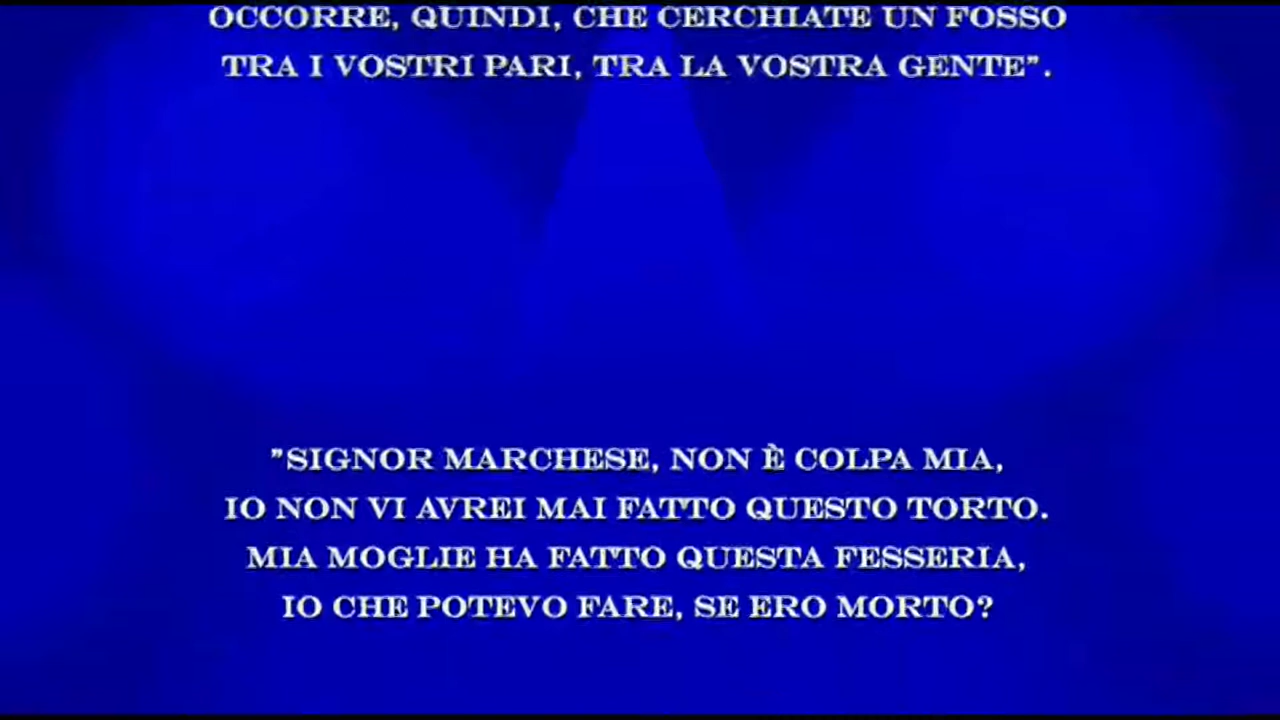 OCCORRE, QUINDI, CHE CERCHIATE UN FOSSO
TRA I VOSTRI PARI, TRA LA VOSTRA GENTE”.
”SIGNOR MARCHESE, NON È COLPA MIA,
IO NON VI AVREI MAI FATTO QUESTO TORTO.
MIA MOGLIE HA FATTO QUESTA FESSERIA,
IO CHE POTEVO FARE, SE ERO MORTO?